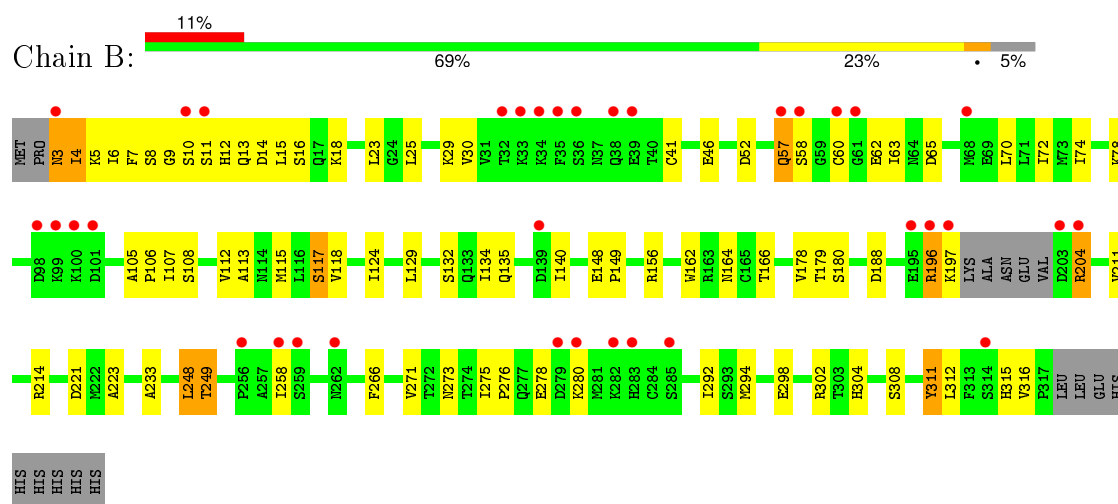 11%
Chain B:
69% 23% • 5%
MET PRO N3 I4 K5 I6 F7 S8 G9 S10 S11 H12 Q13 D14 L15 S16 Q17 K18 L23 G24 L25 K29 V30 V31 T32 K33 K34 F35 S36 N37 Q38 E39 T40 C41 E46 D52 Q57 S58 G59 C60 G61 E62 I63 N64 D65 M68 E69 L70 L71 I72 M73 I74 K78
D98 K99 K100 D101 A105 P106 I107 S108 V112 A113 N114 M115 L116 S117 V118 I124 L129 S132 Q133 I134 Q135 D139 I140 E148 P149 R156 W162 R163 N164 C165 T166 V178 T179 S180 D188 E195 R196 K197 LYS ALA ASN GLU VAL D203 R204
R214 D221 M222 A223 A233 L248 T249 P256 A257 I258 S259 N262 F266 V271 T272 N273 T274 I275 P276 Q277 E278 D279 K280 M281 K282 H283 C284 S285 I292 S293 M294 E298 R302 T303 H304 S308 Y311 L312 F313 S314 H315 V316 P317 LEU LEU GLU HIS
HIS HIS HIS HIS HIS